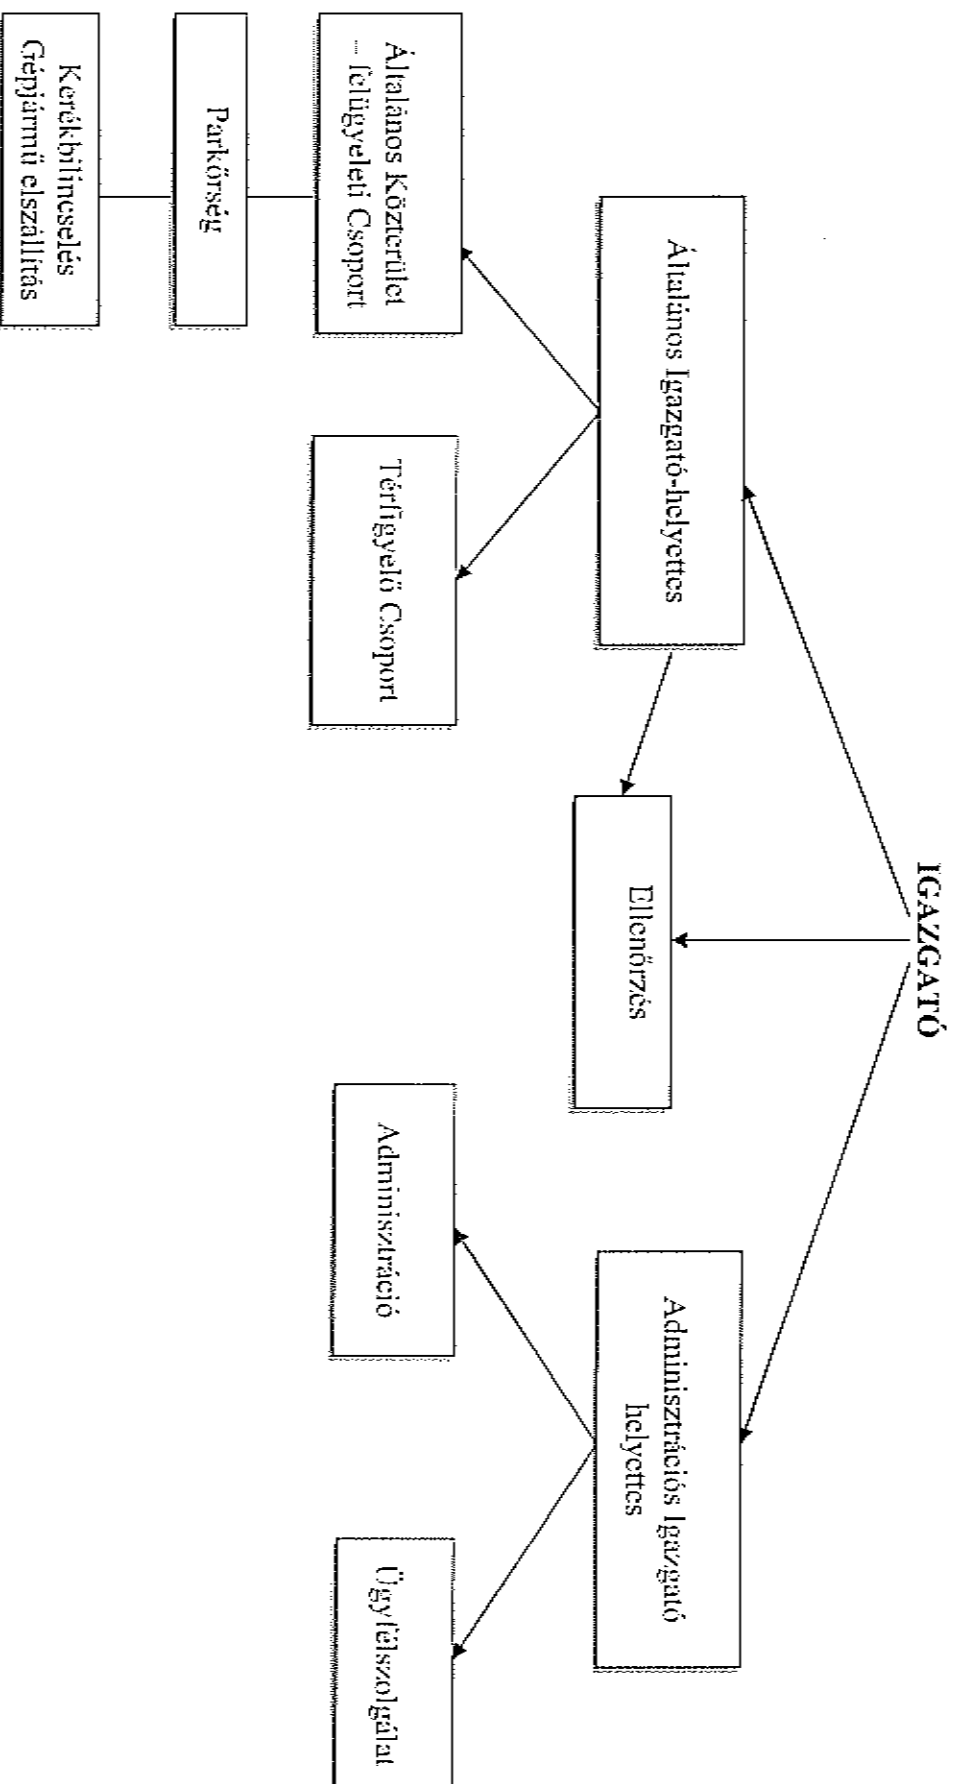 IGAZGATÓ
Általános Igazgató-helyettes
Ellenőrzés
Adminisztrációs Igazgató
helyettes
Általános Közterület
– felügyeleti Csoport
Térfigyelő Csoport
Adminisztráció
Ügyfélszolgálat
Parkőrség
Kerékbilincselés
Gépjármű elszállítás